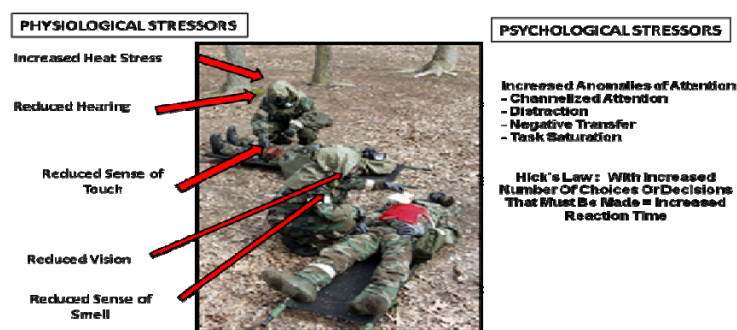 PHYSIOLOGICAL STRESSORS
Increased Heat Stress
Reduced Hearing
Reduced Sense of
Touch
Reduced Vision
Reduced Sense of
Smell
PSYCHOLOGICAL STRESSORS
Increased Anomalies of Attention
- Channelized Attention
- Distraction
- Negative Transfer
- Task Saturation
Hick's Law: With Increased
Number Of Choices Or Decisions
That Must Be Made = Increased
Reaction Time